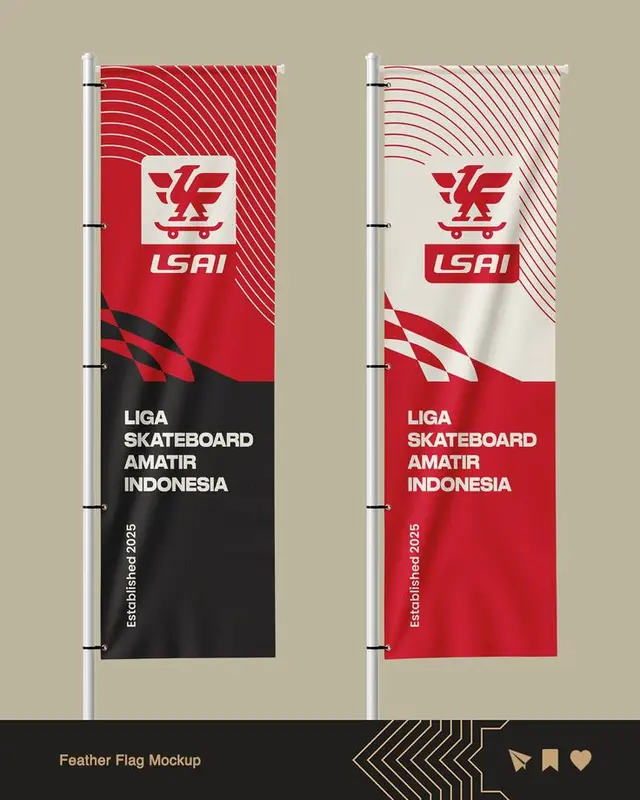 LSAI
LIGA
SKATEBOARD
AMATIR
INDONESIA
Established 2025
LSAI
LIGA
SKATEBOARD
AMATIR
INDONESIA
Established 2025
Feather Flag Mockup